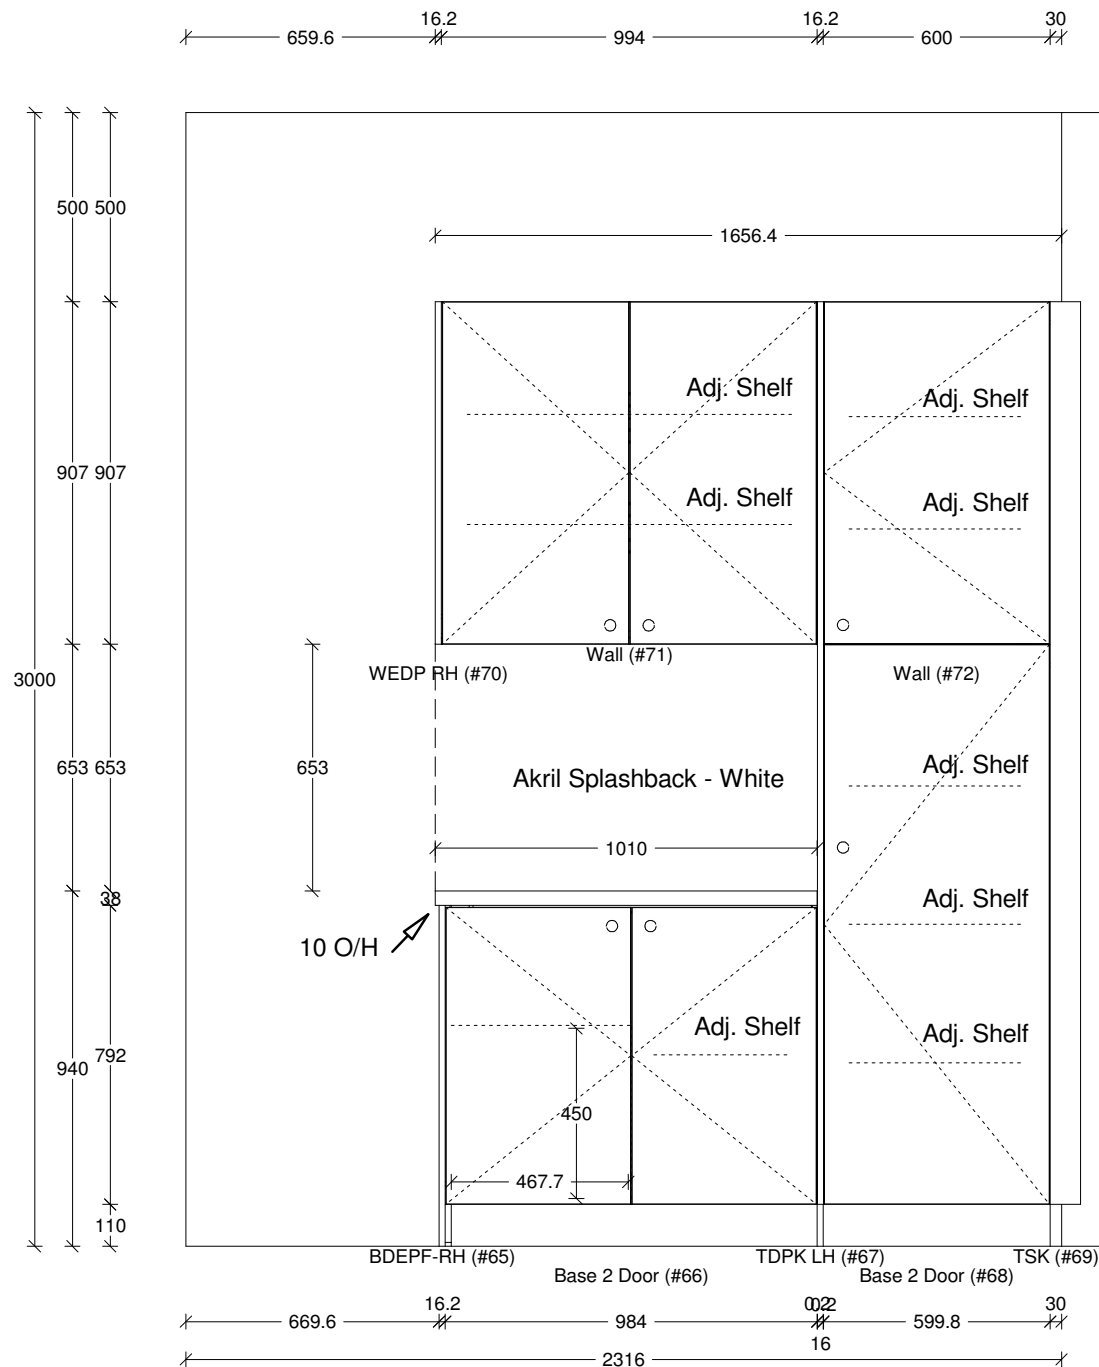 16.2 16.2 30
659.6 994 600
500 500
1656.4
Adj. Shelf
Adj. Shelf
907 907
Adj. Shelf
Adj. Shelf
Wall (#71)
WEDP RH (#70)
Wall (#72)
3000
653 653 653
Adj. Shelf
Akril Splashback - White
1010
38
Adj. Shelf
10 O/H
Adj. Shelf
Adj. Shelf
940 792
450
467.7
110
BDEPF-RH (#65)
TDPK LH (#67)
TSK (#69)
Base 2 Door (#66)
Base 2 Door (#68)
16.2 0.2 0.2 30
669.6 984 599.8
16
2316